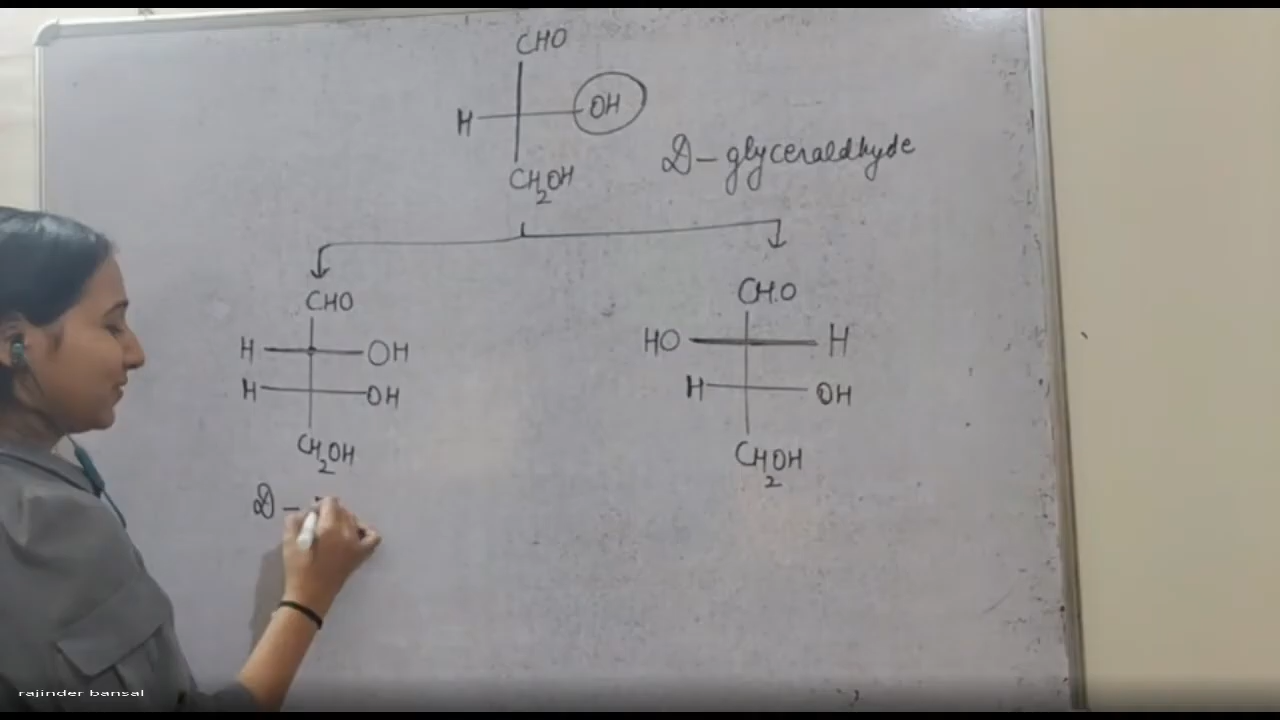 CHO
H OH
CH2OH
D- glyceraldhyde
CHO
H OH
H OH
CH2OH
D -
CHO
HO H
H OH
CH2OH
rajinder bansal